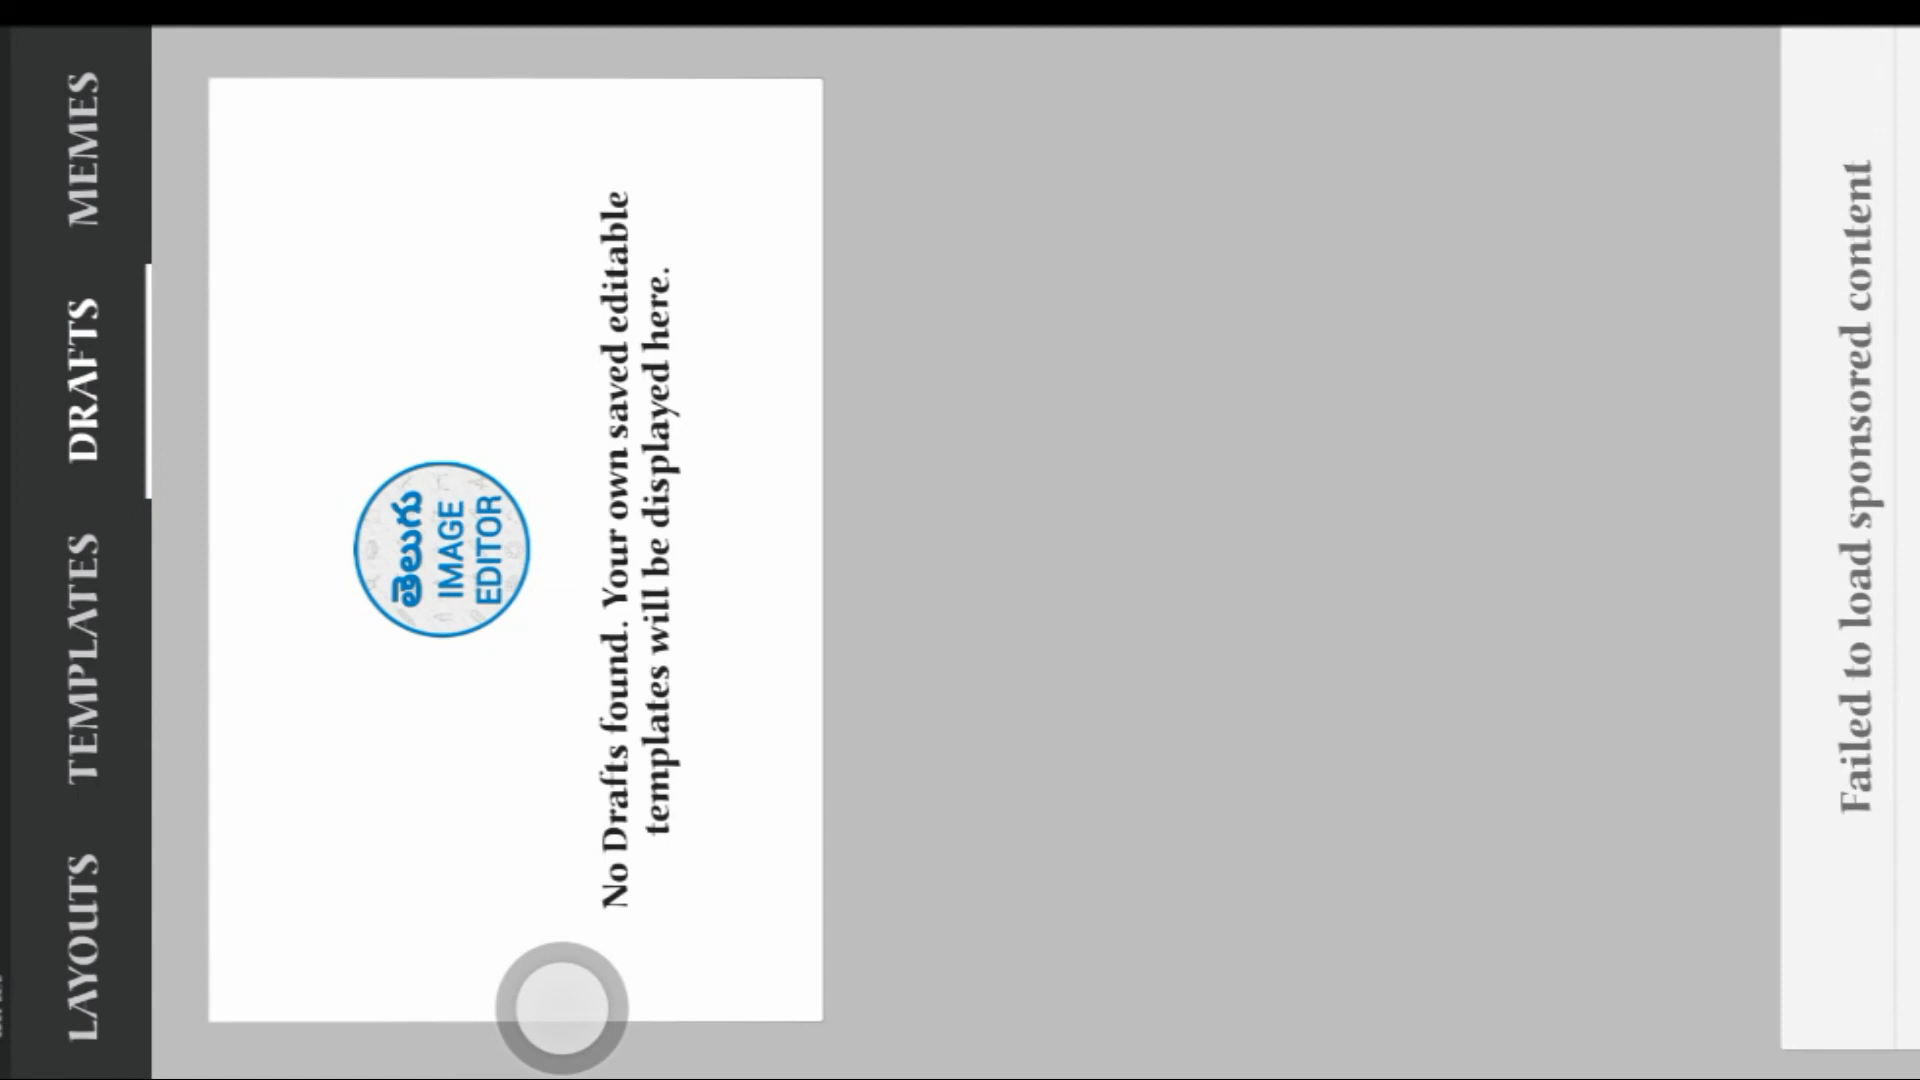 LAYOUTS TEMPLATES DRAFTS MEMES
తెలుగు
IMAGE
EDITOR
No Drafts found. Your own saved editable
templates will be displayed here.
Failed to load sponsored content